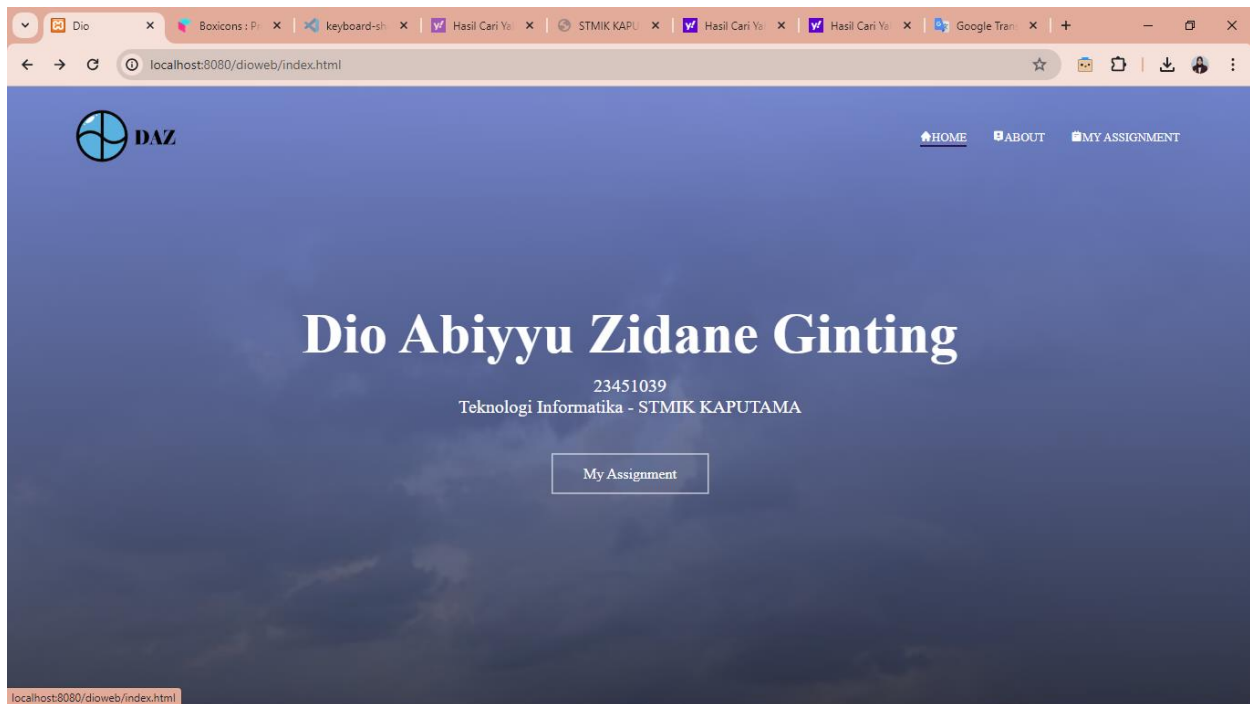 Dio
Boxicons : Pr
keyboard-sh
Hasil Cari Ya
STMIK KAPU
Hasil Cari Ya
Hasil Cari Ya
Google Tran
localhost:8080/dioweb/index.html
DAZ
HOME ABOUT MY ASSIGNMENT
Dio Abiyyu Zidane Ginting
23451039
Teknologi Informatika - STMIK KAPUTAMA
My Assignment
localhost:8080/dioweb/index.html